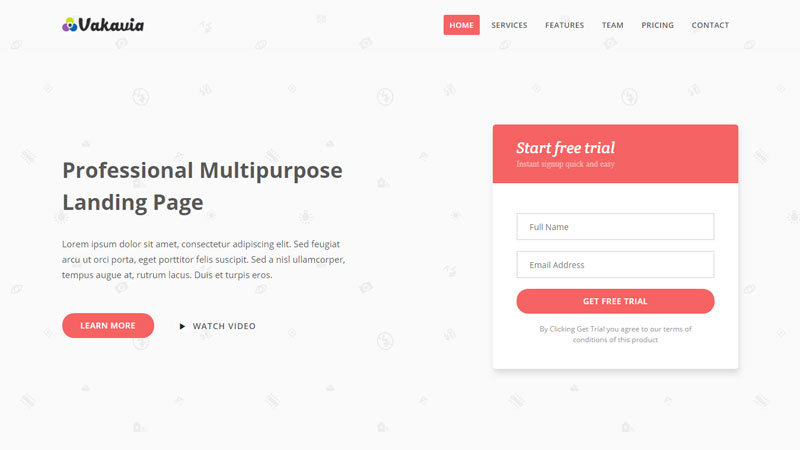 Vakavia
HOME SERVICES FEATURES TEAM PRICING CONTACT
Professional Multipurpose
Landing Page
Lorem ipsum dolor sit amet, consectetur adipiscing elit. Sed feugiat
arcu ut orci porta, eget porttitor felis suscipit. Sed a nisl ullamcorper,
tempus augue at, rutrum lacus. Duis et turpis eros.
LEARN MORE WATCH VIDEO
Start free trial
Instant signup quick and easy
Full Name
Email Address
GET FREE TRIAL
By Clicking Get Trial you agree to our terms of
conditions of this product